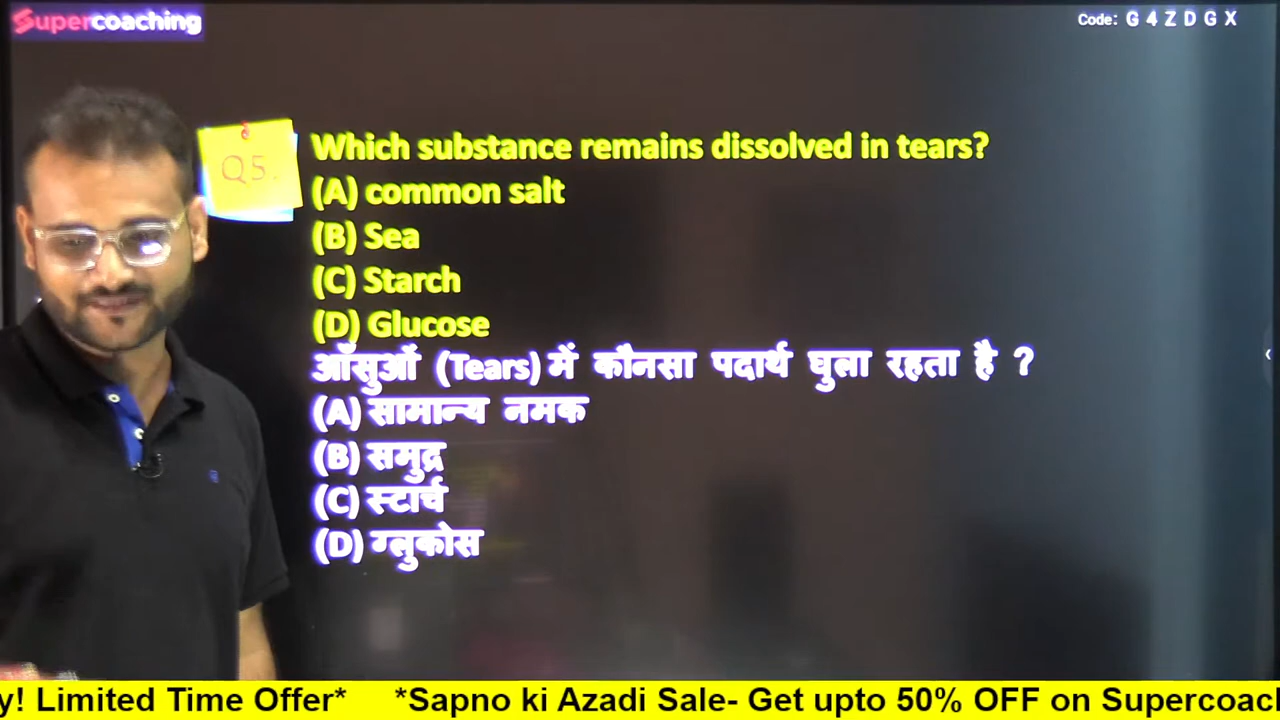 Supercoaching
Code: G 4 Z D G X
Q5.
Which substance remains dissolved in tears?
(A) common salt
(B) Sea
(C) Starch
(D) Glucose
आँसुओं (Tears) में कौनसा पदार्थ घुला रहता है ?
(A) सामान्य नमक
(B) समुद्र
(C) स्टार्च
(D) ग्लुकोस
y! Limited Time Offer* *Sapno ki Azadi Sale- Get upto 50% OFF on Supercoac